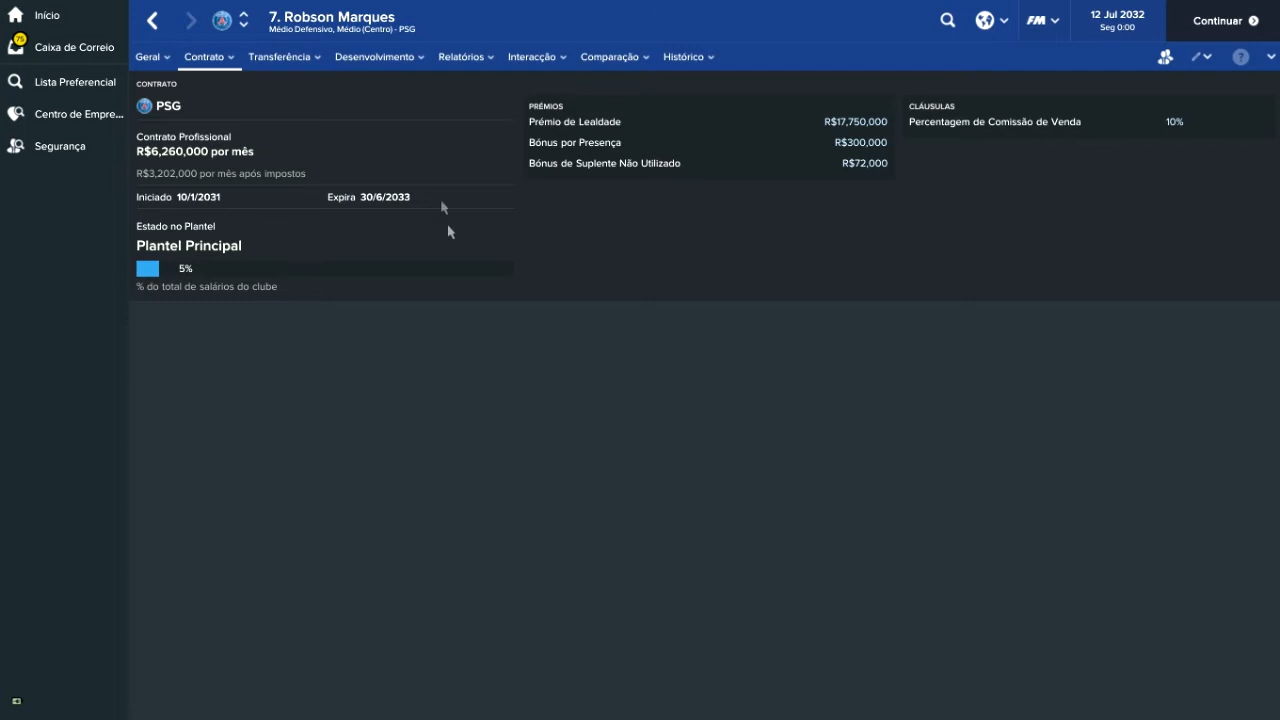 Início
75
Caixa de Correio
Lista Preferencial
Centro de Empre...
Segurança
7. Robson Marques
Médio Defensivo, Médio (Centro) - PSG
FM
12 Jul 2032
Seg 0:00
Continuar
Geral
Contrato
Transferência
Desenvolvimento
Relatórios
Interacção
Comparação
Histórico
?
CONTRATO
PSG
Contrato Profissional
R$6,260,000 por mês
R$3,202,000 por mês após impostos
Iniciado 10/1/2031 Expira 30/6/2033
Estado no Plantel
Plantel Principal
5%
% do total de salários do clube
PRÉMIOS
Prémio de Lealdade R$17,750,000
Bónus por Presença R$300,000
Bónus de Suplente Não Utilizado R$72,000
CLÁUSULAS
Percentagem de Comissão de Venda 10%